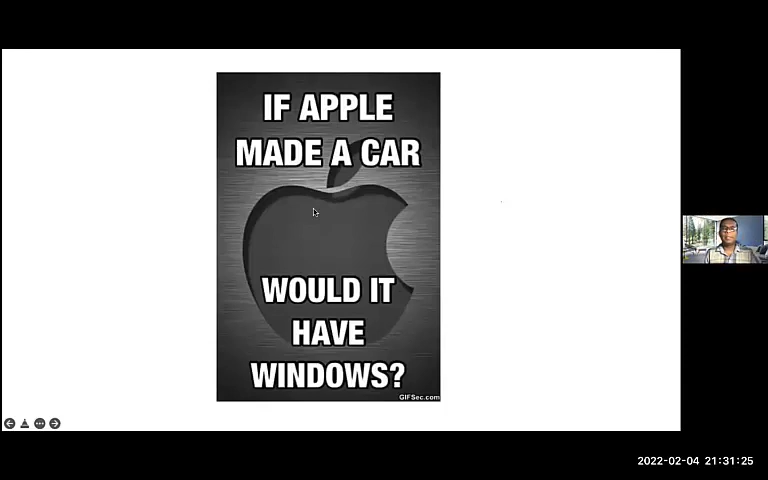 IF APPLE
MADE A CAR
WOULD IT
HAVE
WINDOWS?
GIFSec.com
2022-02-04 21:31:25